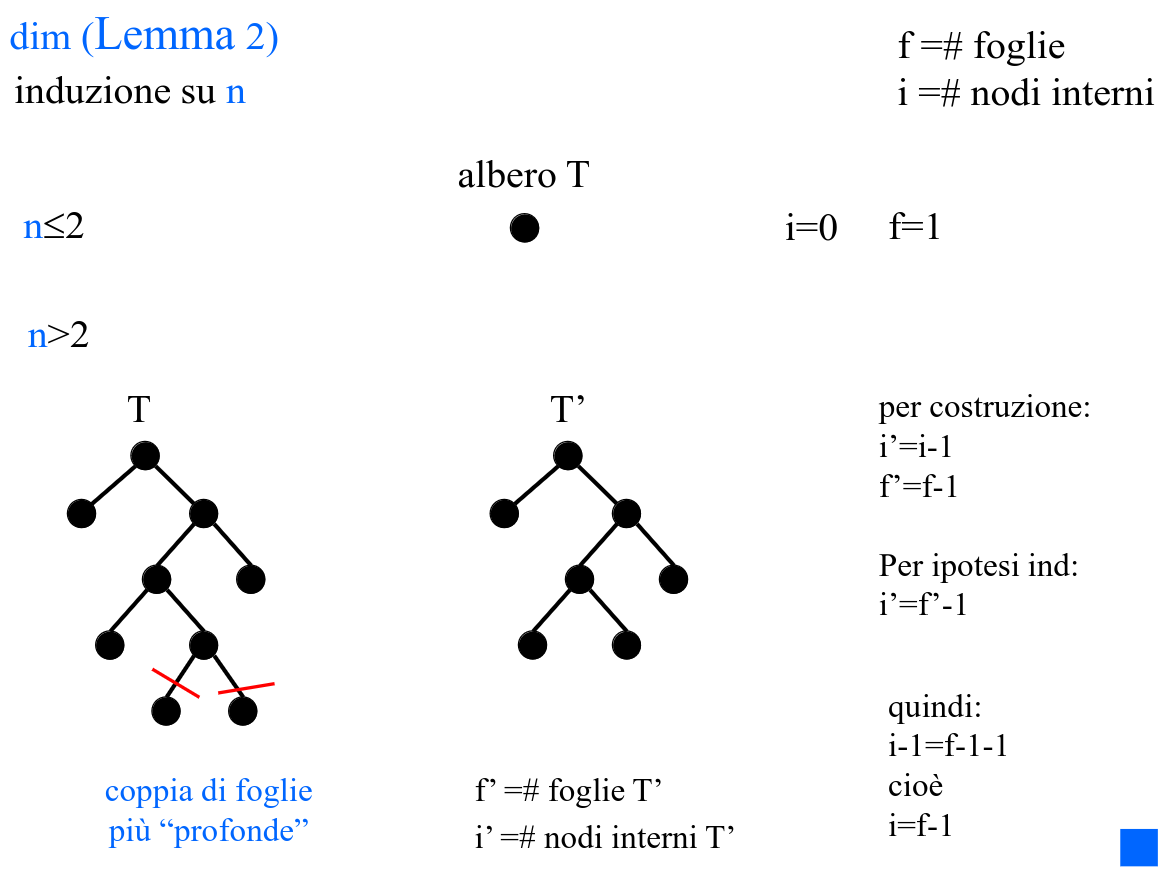 dim (Lemma 2)
induzione su n
f =# foglie
i =# nodi interni
albero T
n≤2
i=0
f=1
n>2
T
T’
per costruzione:
i’=i-1
f’=f-1
Per ipotesi ind:
i’=f’-1
quindi:
i-1=f-1-1
cioè
i=f-1
coppia di foglie
più “profonde”
f’ =# foglie T’
i’ =# nodi interni T’